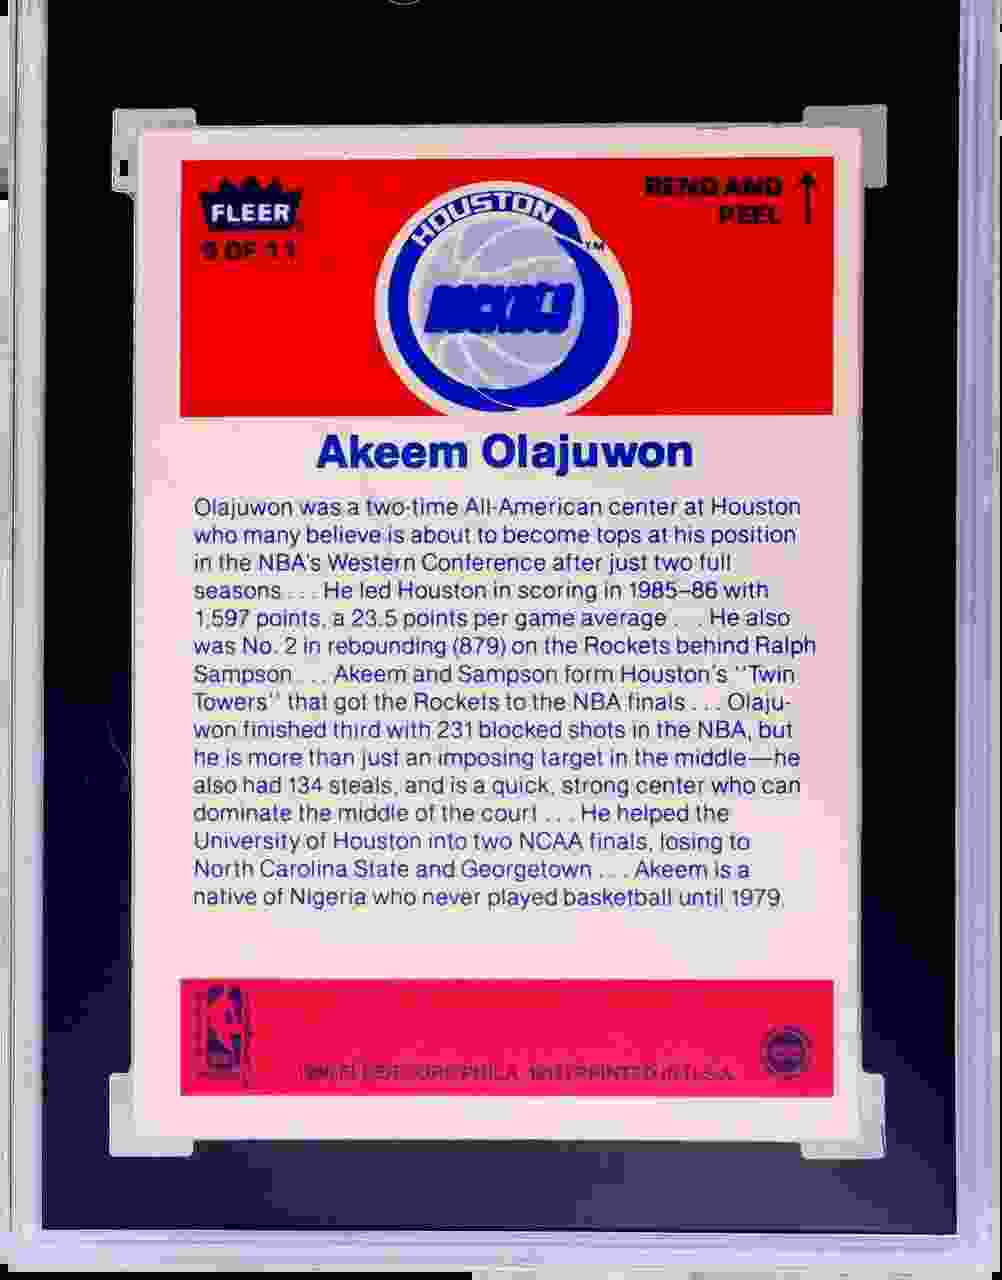 FLEER
9 OF 11
HOUSTON
ROCKETS
TM
BEND AND
PEEL
Akeem Olajuwon
Olajuwon was a two-time All-American center at Houston
who many believe is about to become tops at his position
in the NBA's Western Conference after just two full
seasons . . . He led Houston in scoring in 1985–86 with
1,597 points, a 23.5 points per game average . . . He also
was No. 2 in rebounding (879) on the Rockets behind Ralph
Sampson . . . Akeem and Sampson form Houston's "Twin
Towers" that got the Rockets to the NBA finals . . . Olaju-
won finished third with 231 blocked shots in the NBA, but
he is more than just an imposing target in the middle—he
also had 134 steals, and is a quick, strong center who can
dominate the middle of the court . . . He helped the
University of Houston into two NCAA finals, losing to
North Carolina State and Georgetown . . . Akeem is a
native of Nigeria who never played basketball until 1979.
FLEER CORP. PHILA. PRINTED IN U.S.A.